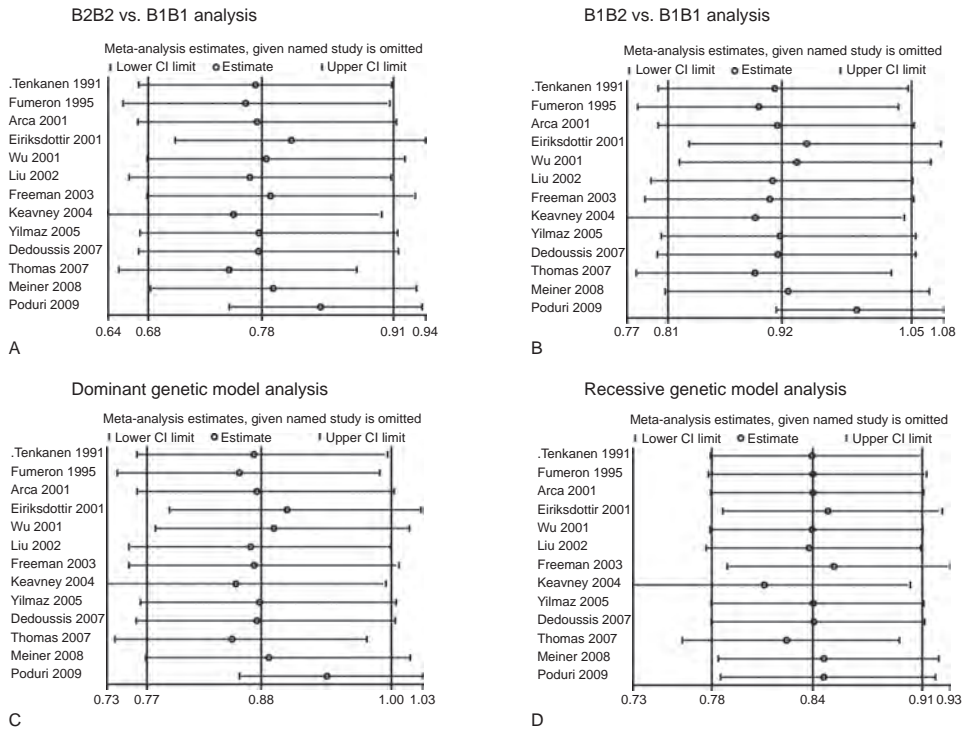 B2B2 vs. B1B1 analysis
Meta-analysis estimates, given named study is omitted
Lower CI limit Estimate Upper CI limit
.Tenkanen 1991
Fumeron 1995
Arca 2001
Eiriksdottir 2001
Wu 2001
Liu 2002
Freeman 2003
Keavney 2004
Yilmaz 2005
Dedoussis 2007
Thomas 2007
Meiner 2008
Poduri 2009
0.64 0.68 0.78 0.91 0.94
A
B1B2 vs. B1B1 analysis
Meta-analysis estimates, given named study is omitted
Lower CI limit Estimate Upper CI limit
.Tenkanen 1991
Fumeron 1995
Arca 2001
Eiriksdottir 2001
Wu 2001
Liu 2002
Freeman 2003
Keavney 2004
Yilmaz 2005
Dedoussis 2007
Thomas 2007
Meiner 2008
Poduri 2009
0.77 0.81 0.92 1.05 1.08
B
Dominant genetic model analysis
Meta-analysis estimates, given named study is omitted
Lower CI limit Estimate Upper CI limit
.Tenkanen 1991
Fumeron 1995
Arca 2001
Eiriksdottir 2001
Wu 2001
Liu 2002
Freeman 2003
Keavney 2004
Yilmaz 2005
Dedoussis 2007
Thomas 2007
Meiner 2008
Poduri 2009
0.73 0.77 0.88 1.00 1.03
C
Recessive genetic model analysis
Meta-analysis estimates, given named study is omitted
Lower CI limit Estimate Upper CI limit
.Tenkanen 1991
Fumeron 1995
Arca 2001
Eiriksdottir 2001
Wu 2001
Liu 2002
Freeman 2003
Keavney 2004
Yilmaz 2005
Dedoussis 2007
Thomas 2007
Meiner 2008
Poduri 2009
0.73 0.78 0.84 0.91 0.93
D